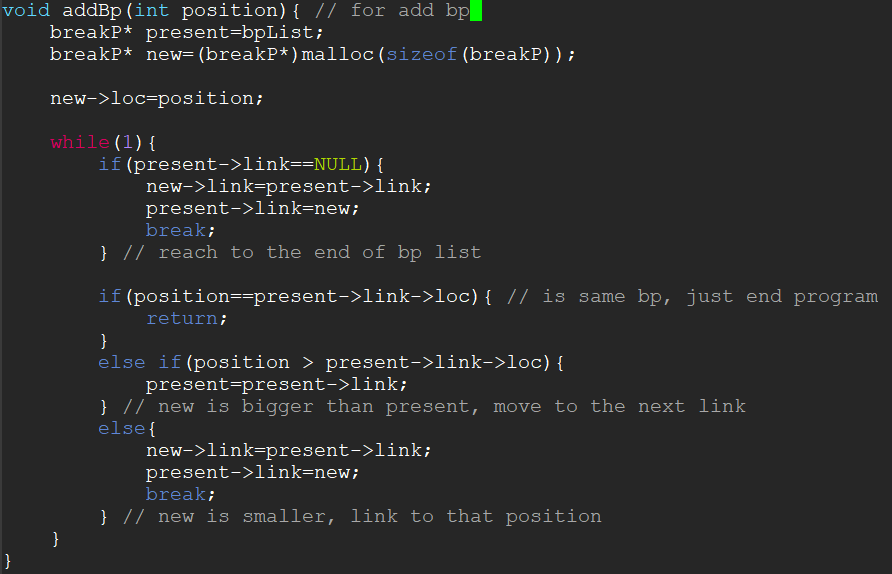 void addBp(int position){ // for add bp
    breakP* present=bpList;
    breakP* new=(breakP*)malloc(sizeof(breakP));

    new->loc=position;

    while(1){
        if(present->link==NULL){
            new->link=present->link;
            present->link=new;
            break;
        } // reach to the end of bp list

        if(position==present->link->loc){ // is same bp, just end program
            return;
        }
        else if(position > present->link->loc){
            present=present->link;
        } // new is bigger than present, move to the next link
        else{
            new->link=present->link;
            present->link=new;
            break;
        } // new is smaller, link to that position
    }
}